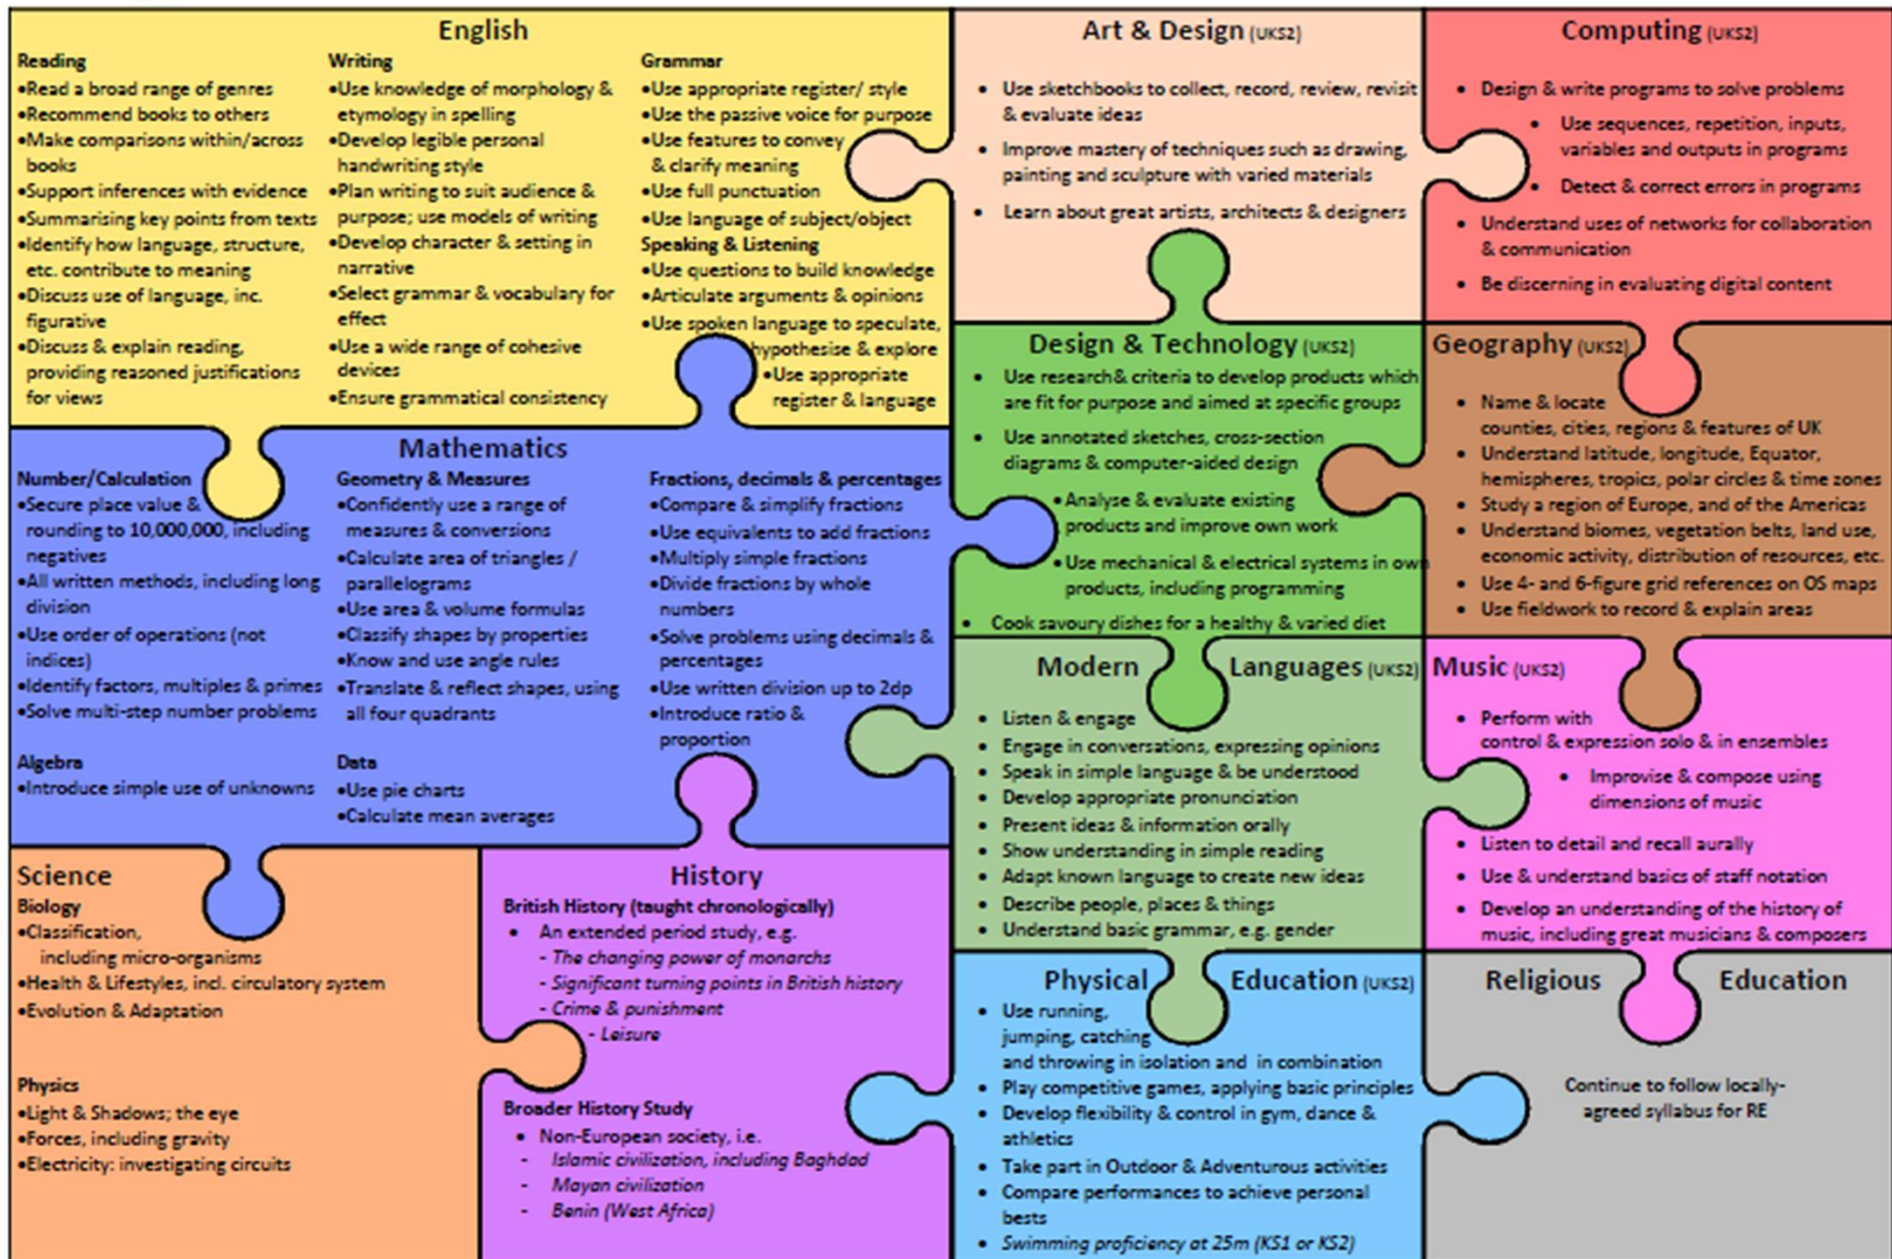 English
Reading
•Read a broad range of genres
•Recommend books to others
•Make comparisons within/across
books
•Support inferences with evidence
•Summarising key points from texts
•Identify how language, structure,
etc. contribute to meaning
•Discuss use of language, inc.
figurative
•Discuss & explain reading,
providing reasoned justifications
for views
Writing
•Use knowledge of morphology &
etymology in spelling
•Develop legible personal
handwriting style
•Plan writing to suit audience &
purpose; use models of writing
•Develop character & setting in
narrative
•Select grammar & vocabulary for
effect
•Use a wide range of cohesive
devices
•Ensure grammatical consistency
Grammar
•Use appropriate register/ style
•Use the passive voice for purpose
•Use features to convey
& clarify meaning
•Use full punctuation
•Use language of subject/object
Speaking & Listening
•Use questions to build knowledge
•Articulate arguments & opinions
•Use spoken language to speculate,
hypothesise & explore
•Use appropriate
register & language
Art & Design (UKS2)
• Use sketchbooks to collect, record, review, revisit
& evaluate ideas
• Improve mastery of techniques such as drawing,
painting and sculpture with varied materials
• Learn about great artists, architects & designers
Computing (UKS2)
• Design & write programs to solve problems
• Use sequences, repetition, inputs,
variables and outputs in programs
• Detect & correct errors in programs
• Understand uses of networks for collaboration
& communication
• Be discerning in evaluating digital content
Mathematics
Number/Calculation
•Secure place value &
rounding to 10,000,000, including
negatives
•All written methods, including long
division
•Use order of operations (not
indices)
•Identify factors, multiples & primes
•Solve multi-step number problems
Algebra
•Introduce simple use of unknowns
Geometry & Measures
•Confidently use a range of
measures & conversions
•Calculate area of triangles /
parallelograms
•Use area & volume formulas
•Classify shapes by properties
•Know and use angle rules
•Translate & reflect shapes, using
all four quadrants
Data
•Use pie charts
•Calculate mean averages
Fractions, decimals & percentages
•Compare & simplify fractions
•Use equivalents to add fractions
•Multiply simple fractions
•Divide fractions by whole
numbers
•Solve problems using decimals &
percentages
•Use written division up to 2dp
•Introduce ratio &
proportion
Design & Technology (UKS2)
• Use research& criteria to develop products which
are fit for purpose and aimed at specific groups
• Use annotated sketches, cross-section
diagrams & computer-aided design
•Analyse & evaluate existing
products and improve own work
•Use mechanical & electrical systems in own
products, including programming
• Cook savoury dishes for a healthy & varied diet
Geography (UKS2)
• Name & locate
counties, cities, regions & features of UK
• Understand latitude, longitude, Equator,
hemispheres, tropics, polar circles & time zones
• Study a region of Europe, and of the Americas
• Understand biomes, vegetation belts, land use,
economic activity, distribution of resources, etc.
• Use 4- and 6-figure grid references on OS maps
• Use fieldwork to record & explain areas
Modern Languages (UKS2)
• Listen & engage
• Engage in conversations, expressing opinions
• Speak in simple language & be understood
• Develop appropriate pronunciation
• Present ideas & information orally
• Show understanding in simple reading
• Adapt known language to create new ideas
• Describe people, places & things
• Understand basic grammar, e.g. gender
Music (UKS2)
• Perform with
control & expression solo & in ensembles
• Improvise & compose using
dimensions of music
• Listen to detail and recall aurally
• Use & understand basics of staff notation
• Develop an understanding of the history of
music, including great musicians & composers
Science
Biology
•Classification,
including micro-organisms
•Health & Lifestyles, incl. circulatory system
•Evolution & Adaptation
Physics
•Light & Shadows; the eye
•Forces, including gravity
•Electricity: investigating circuits
History
British History (taught chronologically)
• An extended period study, e.g.
- The changing power of monarchs
- Significant turning points in British history
- Crime & punishment
- Leisure
Broader History Study
• Non-European society, i.e.
- Islamic civilization, including Baghdad
- Mayan civilization
- Benin (West Africa)
Physical Education (UKS2)
• Use running,
jumping, catching
and throwing in isolation and in combination
• Play competitive games, applying basic principles
• Develop flexibility & control in gym, dance &
athletics
• Take part in Outdoor & Adventurous activities
• Compare performances to achieve personal
bests
• Swimming proficiency at 25m (KS1 or KS2)
Religious Education
Continue to follow locally-
agreed syllabus for RE